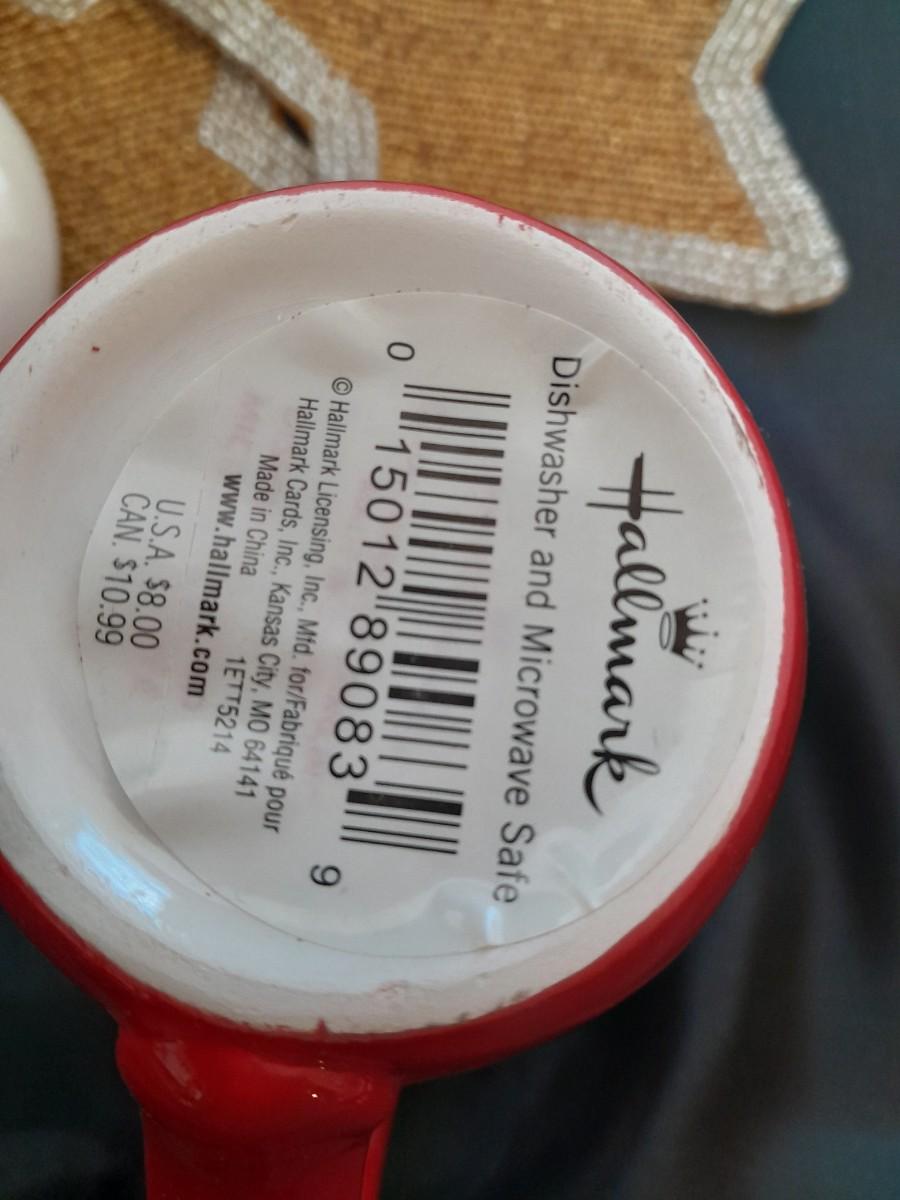 Hallmark
Dishwasher and Microwave Safe
0 15012 89083 9
© Hallmark Licensing, Inc., Mfd. for/Fabriqué pour
Hallmark Cards, Inc., Kansas City, MO 64141
Made in China 1ETT5214
www.hallmark.com
U.S.A. $8.00
CAN. $10.99